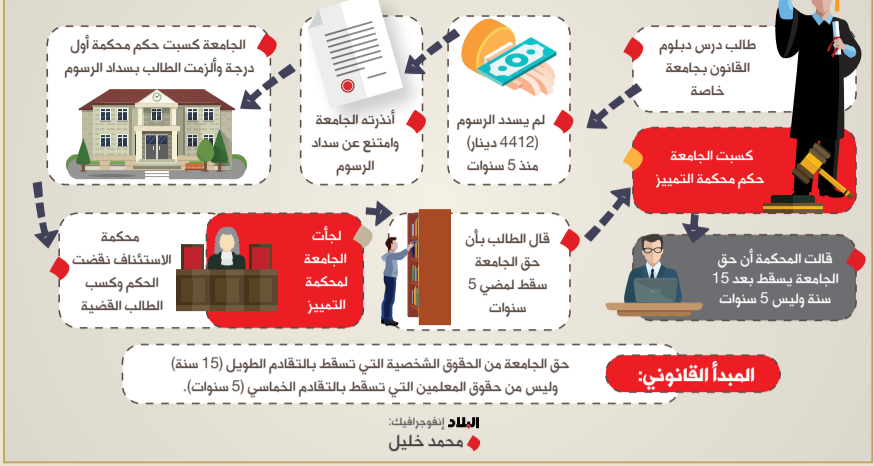 طالب درس دبلوم
القانون بجامعة
خاصة
لم يسدد الرسوم
(4412 دينار)
منذ 5 سنوات
أنذرته الجامعة
وامتنع عن سداد
الرسوم
الجامعة كسبت حكم محكمة أول
درجة وألزمت الطالب بسداد الرسوم
محكمة
الاستئناف نقضت
الحكم وكسب
الطالب القضية
لجأت
الجامعة
لمحكمة
التمييز
قال الطالب بأن
حق الجامعة
سقط لمضي 5
سنوات
كسبت الجامعة
حكم محكمة التمييز
قالت المحكمة أن حق
الجامعة يسقط بعد 15
سنة وليس 5 سنوات
المبدأ القانوني:
حق الجامعة من الحقوق الشخصية التي تسقط بالتقادم الطويل (15 سنة)
وليس من حقوق المعلمين التي تسقط بالتقادم الخماسي (5 سنوات).
البلاد إنفوجرافيك:
محمد خليل